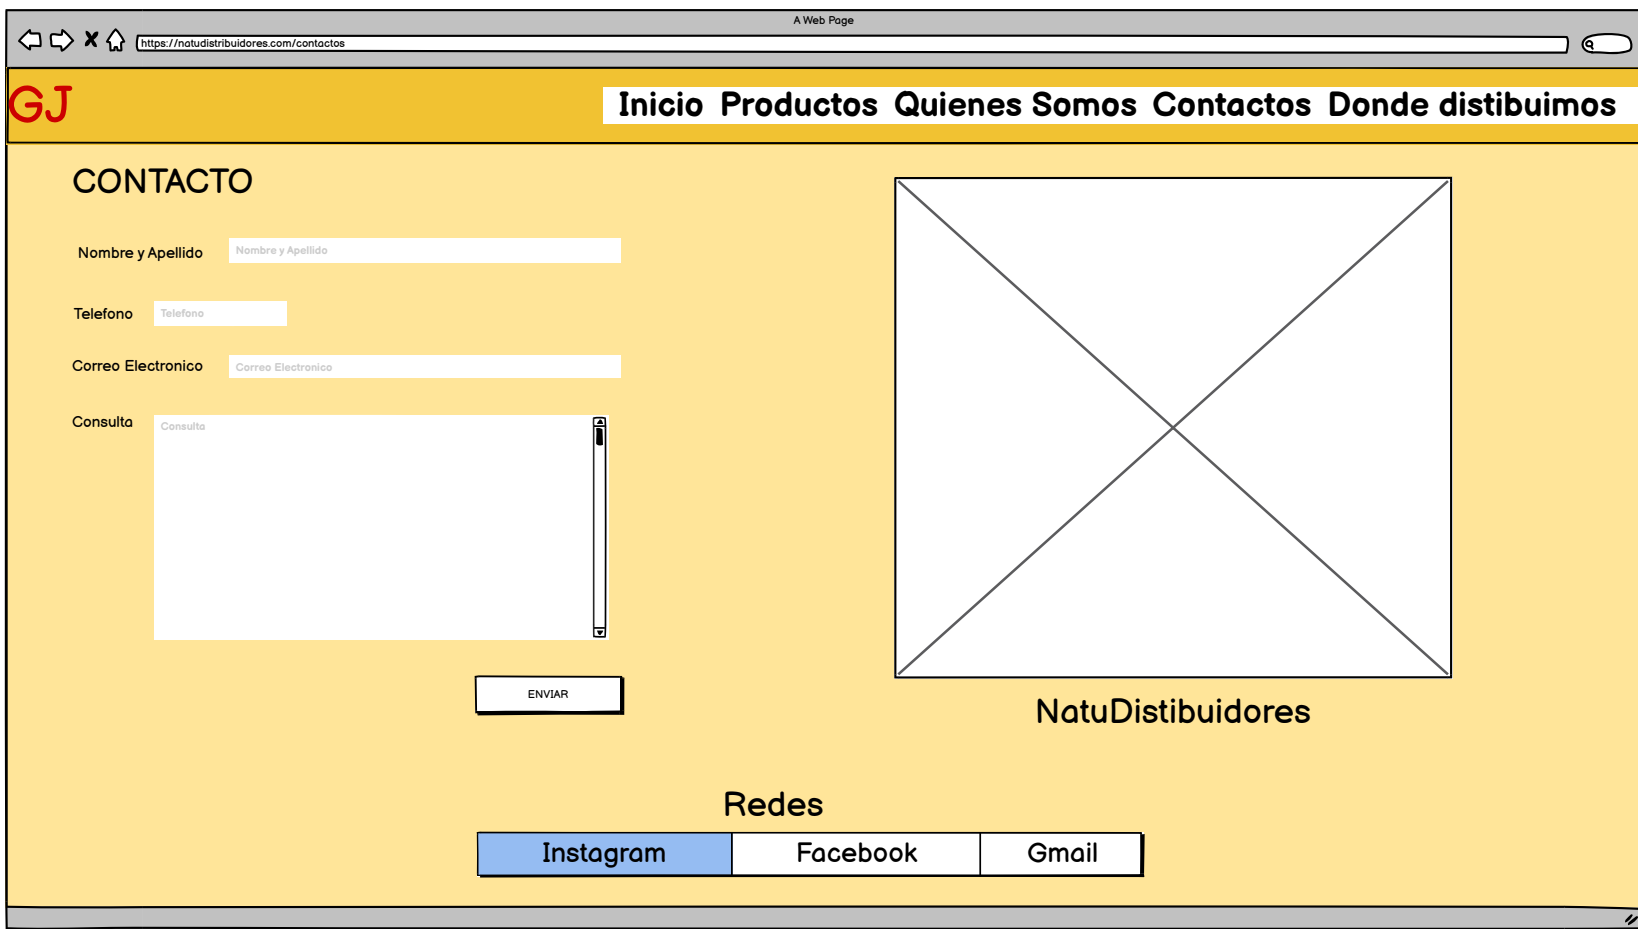 A Web Page
https://natudistribuidores.com/contactos
GJ
Inicio Productos Quienes Somos Contactos Donde distibuimos
CONTACTO
Nombre y Apellido Nombre y Apellido
Telefono Telefono
Correo Electronico Correo Electronico
Consulta Consulta
ENVIAR
NatuDistibuidores
Redes
Instagram Facebook Gmail